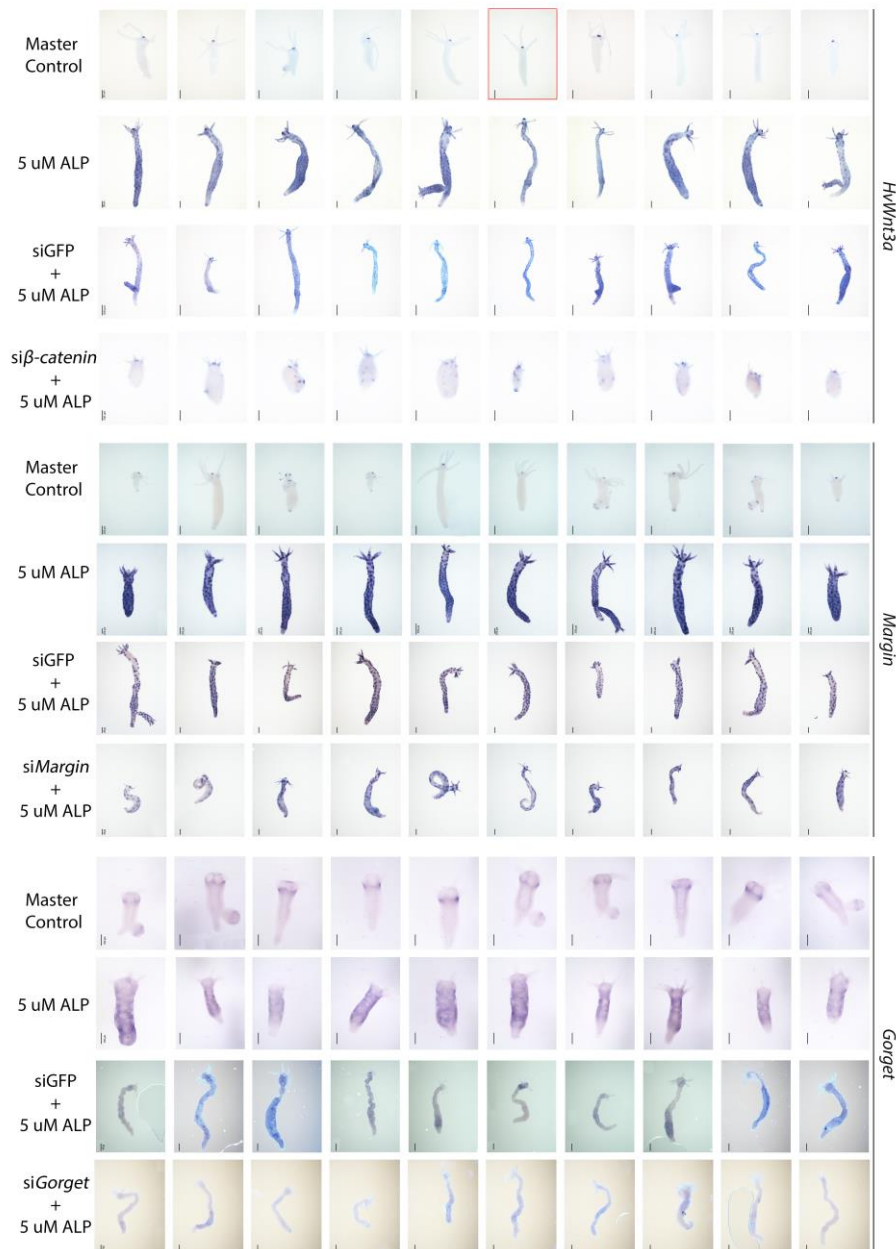 Master
Control
5 uM ALP
siGFP
+
5 uM ALP
siβ-catenin
+
5 uM ALP
HvWnt3a
Master
Control
5 uM ALP
siGFP
+
5 uM ALP
siMargin
+
5 uM ALP
Margin
Master
Control
5 uM ALP
siGFP
+
5 uM ALP
siGorget
+
5 uM ALP
Gorget